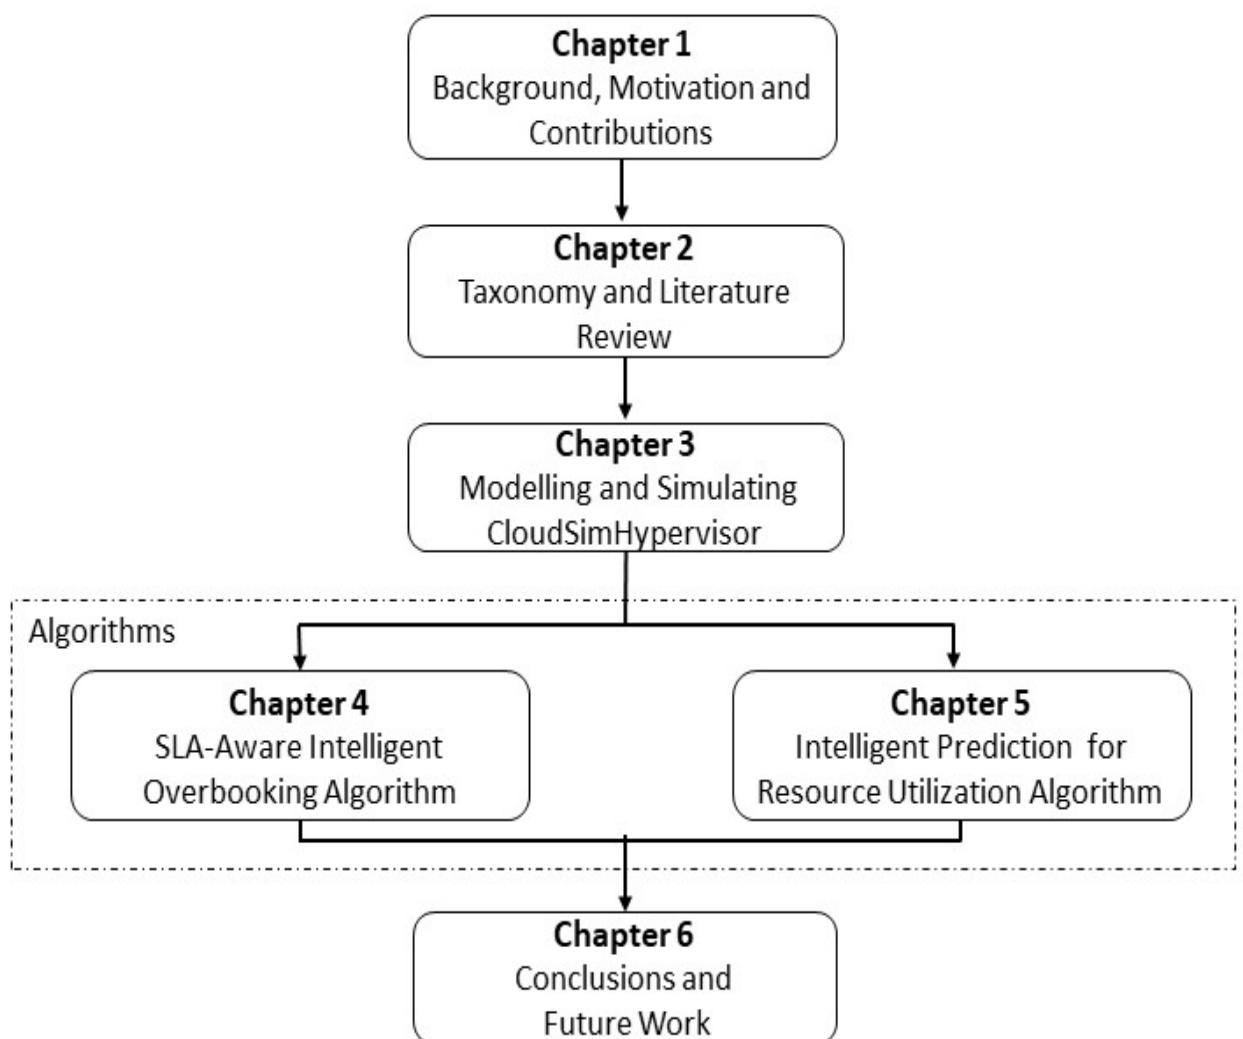 Chapter 1
Background, Motivation and
Contributions
Chapter 2
Taxonomy and Literature
Review
Chapter 3
Modelling and Simulating
CloudSimHypervisor
Algorithms
Chapter 4
SLA-Aware Intelligent
Overbooking Algorithm
Chapter 5
Intelligent Prediction for
Resource Utilization Algorithm
Chapter 6
Conclusions and
Future Work